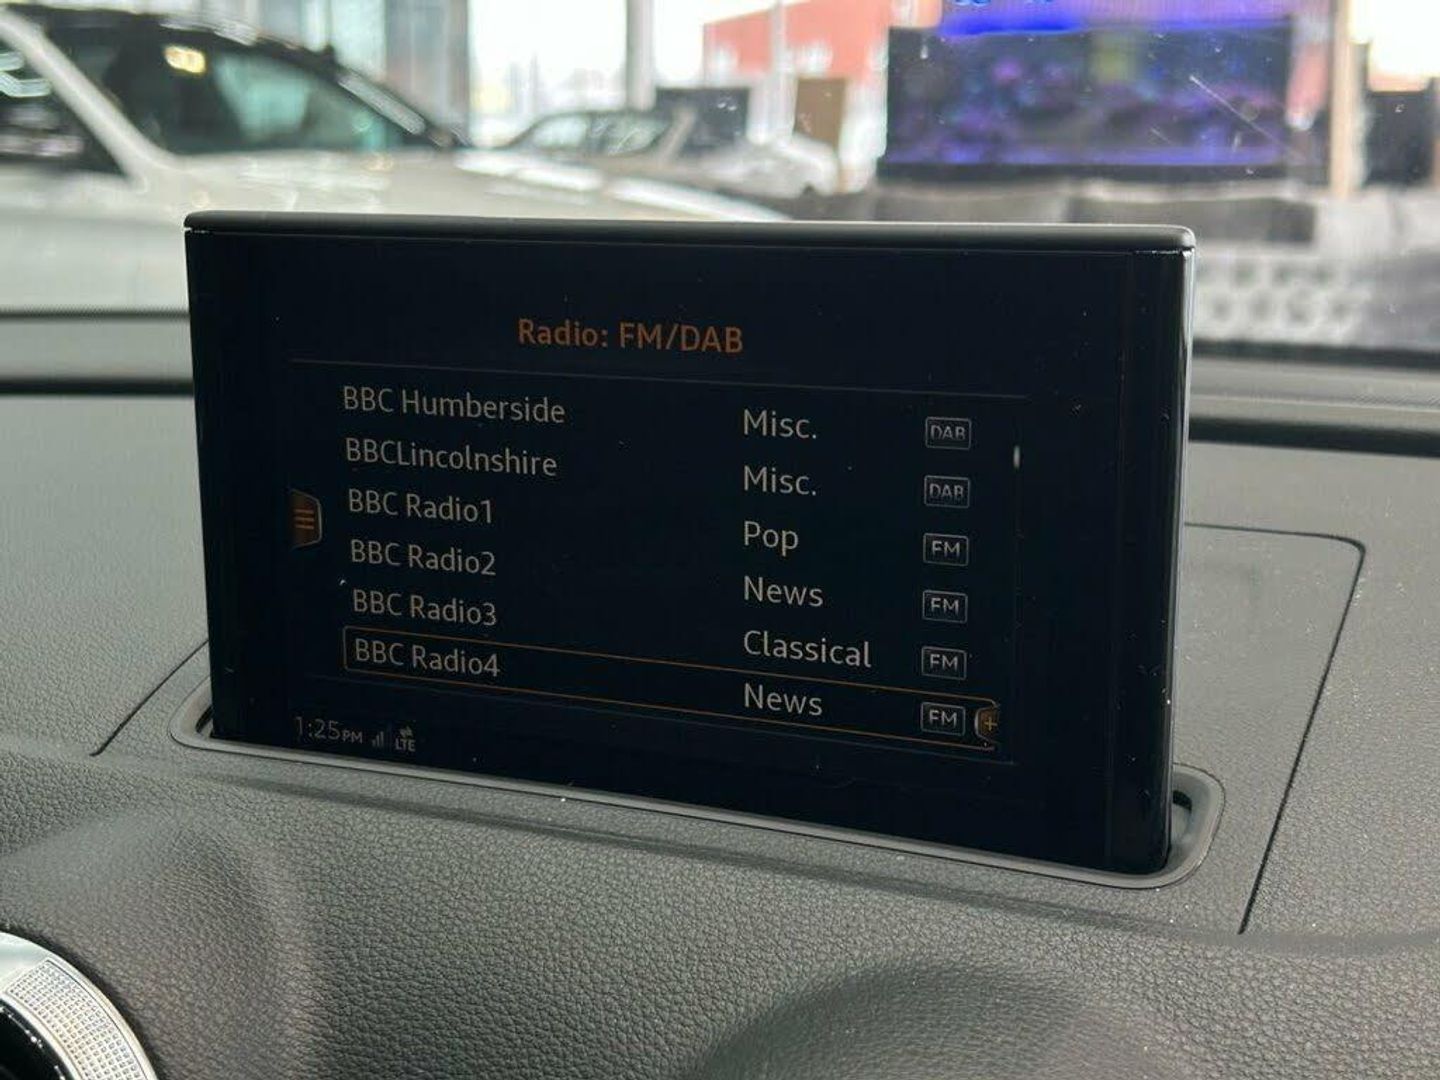 Radio: FM/DAB
BBC Humberside Misc. DAB
BBCLincolnshire Misc. DAB
BBC Radio1 Pop FM
BBC Radio2 News FM
BBC Radio3 Classical FM
BBC Radio4 News FM +
1:25PM LTE